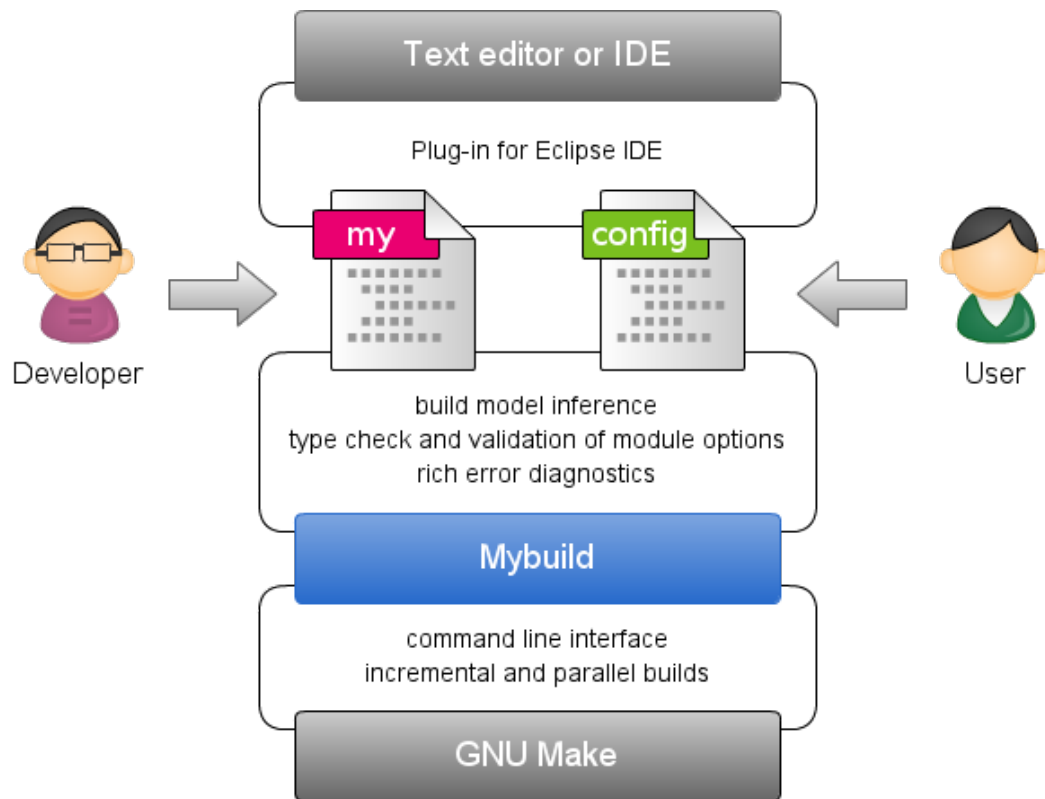 Text editor or IDE
Plug-in for Eclipse IDE
my
config
Developer
User
build model inference
type check and validation of module options
rich error diagnostics
Mybuild
command line interface
incremental and parallel builds
GNU Make